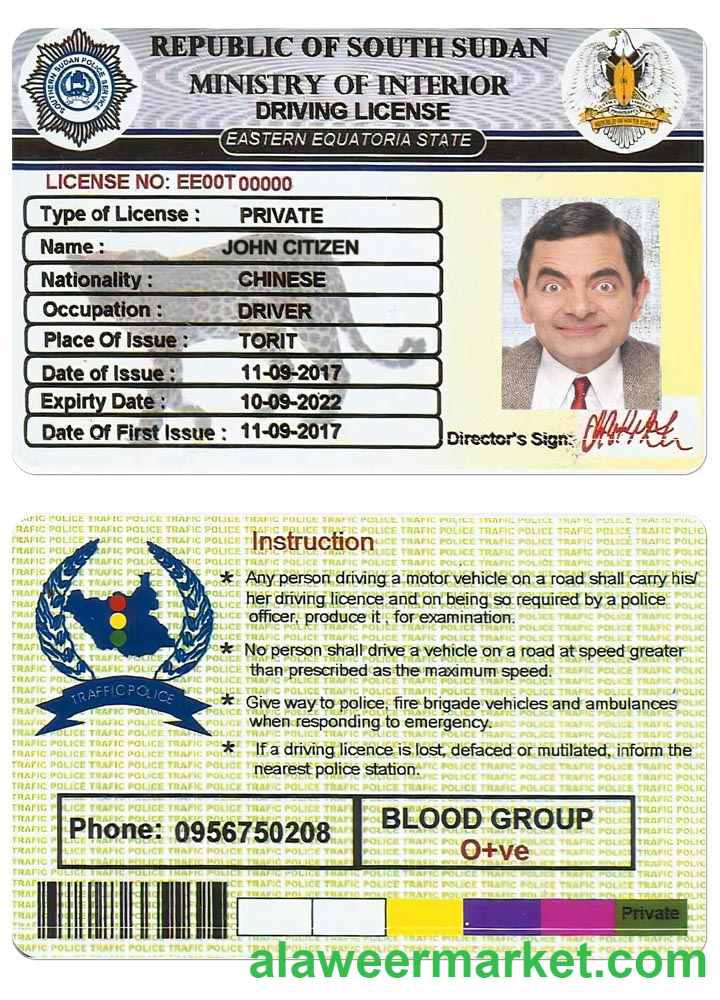 REPUBLIC OF SOUTH SUDAN
MINISTRY OF INTERIOR
DRIVING LICENSE
EASTERN EQUATORIA STATE
SOUTHERN SUDAN POLICE SERVICE
REPUBLIC OF SOUTH SUDAN
LICENSE NO: EE00T 00000
Type of License : PRIVATE
Name : JOHN CITIZEN
Nationality : CHINESE
Occupation : DRIVER
Place Of Issue : TORIT
Date of Issue : 11-09-2017
Expirty Date : 10-09-2022
Date Of First Issue : 11-09-2017
Director's Sign:
Instruction
* Any person driving a motor vehicle on a road shall carry his/
her driving licence and on being so required by a police
officer, produce it , for examination.
* No person shall drive a vehicle on a road at speed greater
than prescribed as the maximum speed.
* Give way to police, fire brigade vehicles and ambulances
when responding to emergency.
* If a driving licence is lost, defaced or mutilated, inform the
nearest police station.
TRAFFIC POLICE
Phone: 0956750208
BLOOD GROUP
O+ve
Private
alaweermarket.com